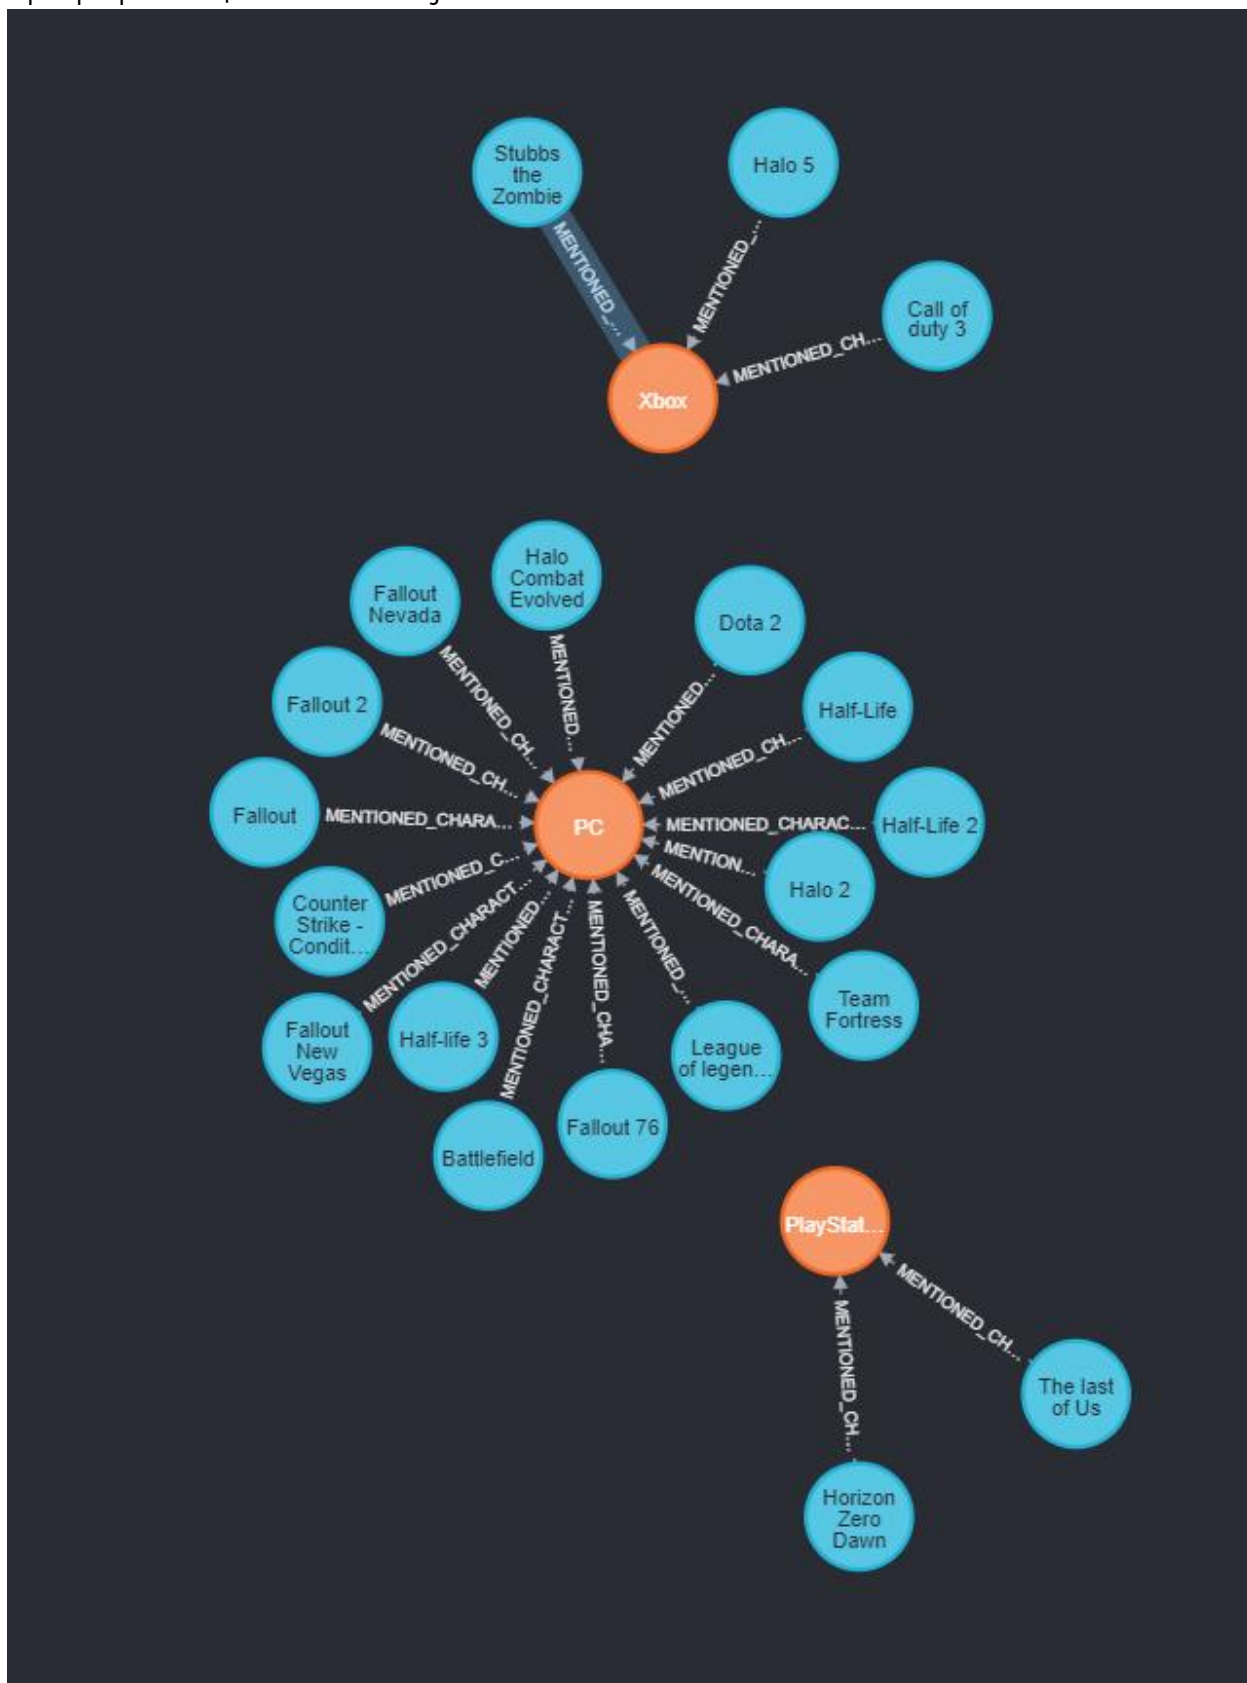 Stubbs
the
Zombie
Halo 5
Call of
duty 3
MENTIONED_...
MENTIONED_...
MENTIONED_CH...
Xbox
Halo
Combat
Evolved
Fallout
Nevada
Dota 2
Fallout 2
Half-Life
MENTIONED...
MENTIONED_CH...
MENTIONED...
MENTIONED_CH...
MENTIONED_CH...
Fallout
MENTIONED_CHARA...
PC
MENTIONED_CHARAC...
Half-Life 2
MENTION...
Halo 2
MENTIONED_C...
MENTIONED_CHARA...
Counter
Strike -
Condit...
MENTIONED_CHARACT...
MENTIONED...
MENTIONED_CHARACT...
MENTIONED_CHA...
MENTIONED_...
Team
Fortress
Fallout
New
Vegas
Half-life 3
League
of legen...
Battlefield
Fallout 76
PlayStat...
MENTIONED_CH...
MENTIONED_CH...
The last
of Us
Horizon
Zero
Dawn